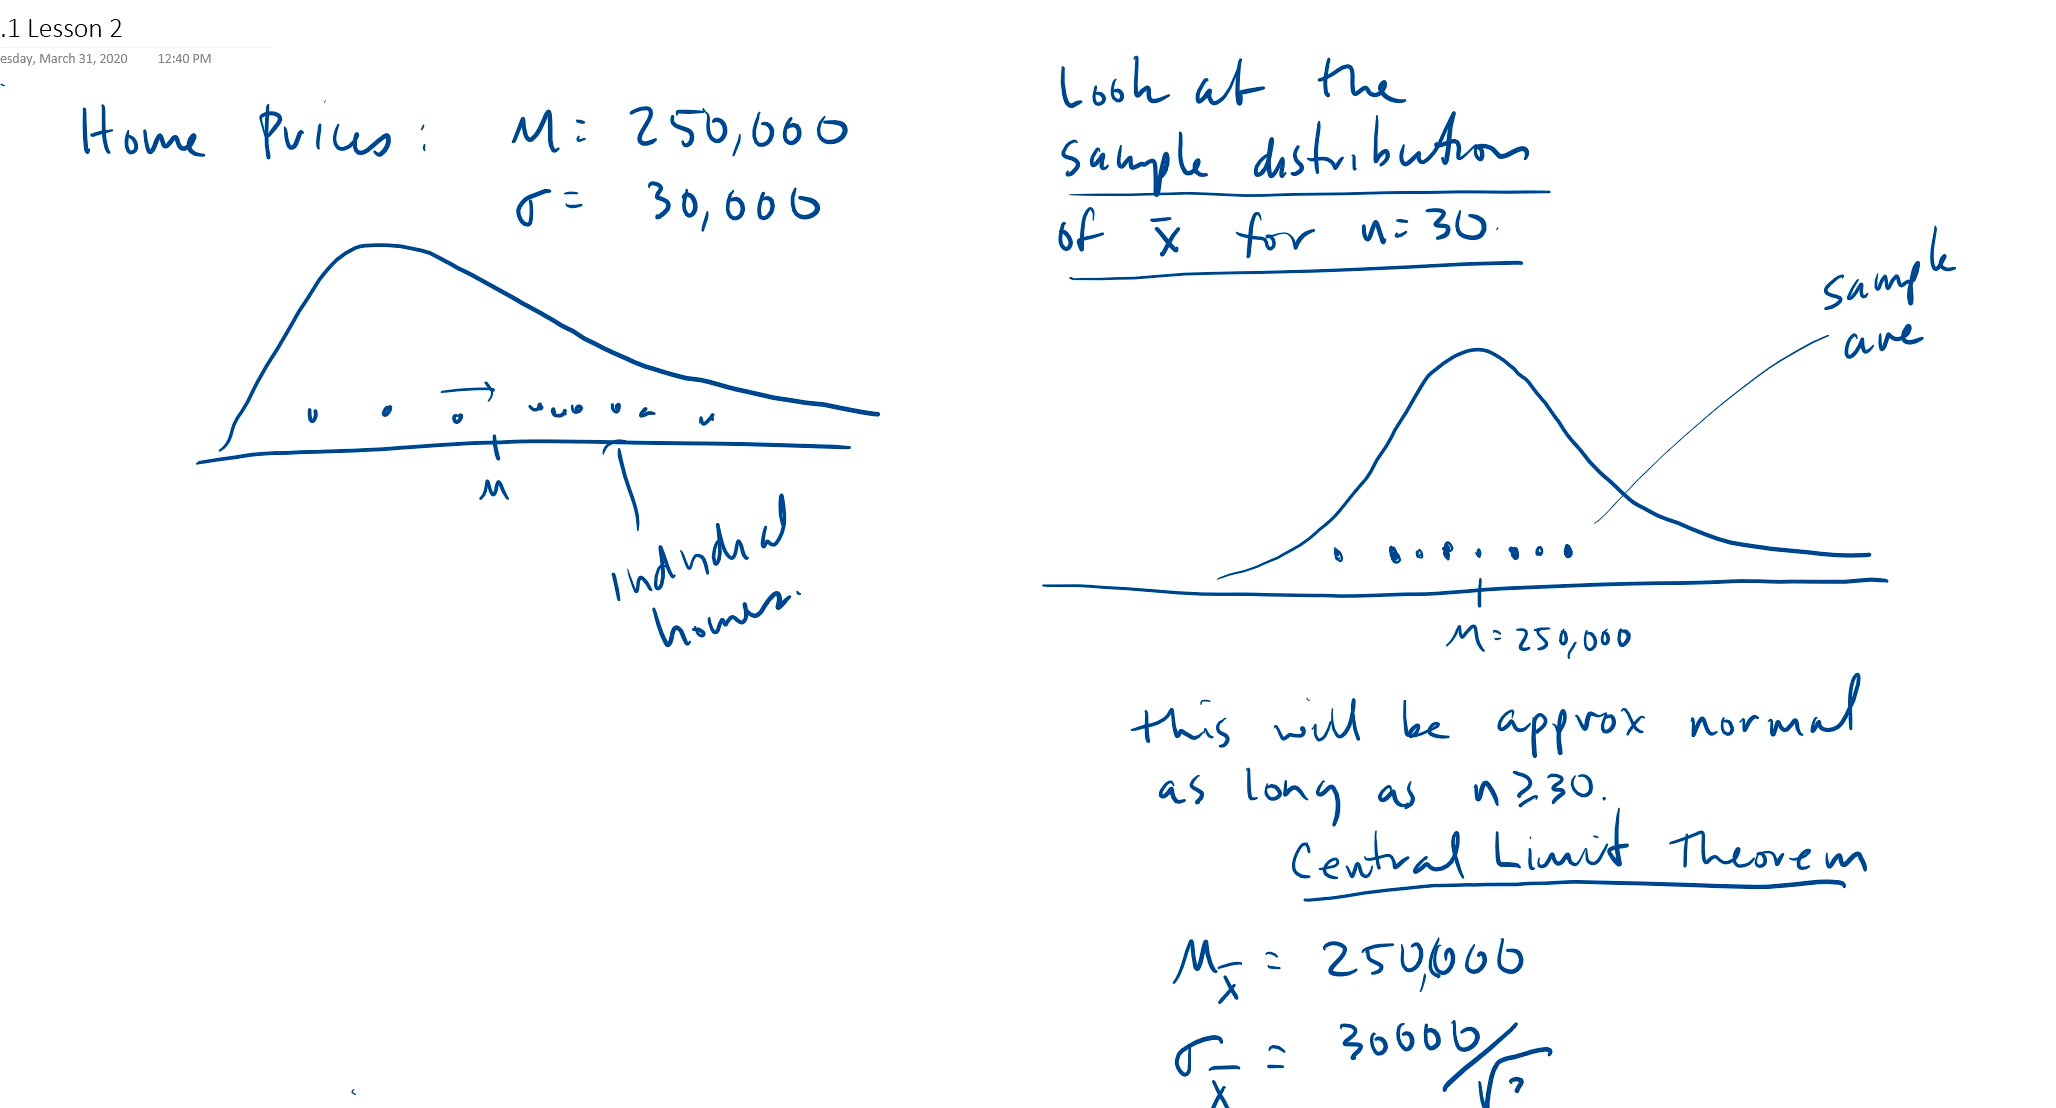 .1 Lesson 2
esday, March 31, 2020 12:40 PM
Home Prices: μ = 250,000
σ = 30,000
μ
individual
homes.
Look at the
sample distribution
of x̄ for n = 30.
sample
ave
μ = 250,000
this will be approx normal
as long as n ≥ 30.
Central Limit Theorem
μx̄ = 250,000
σx̄ = 30000/√